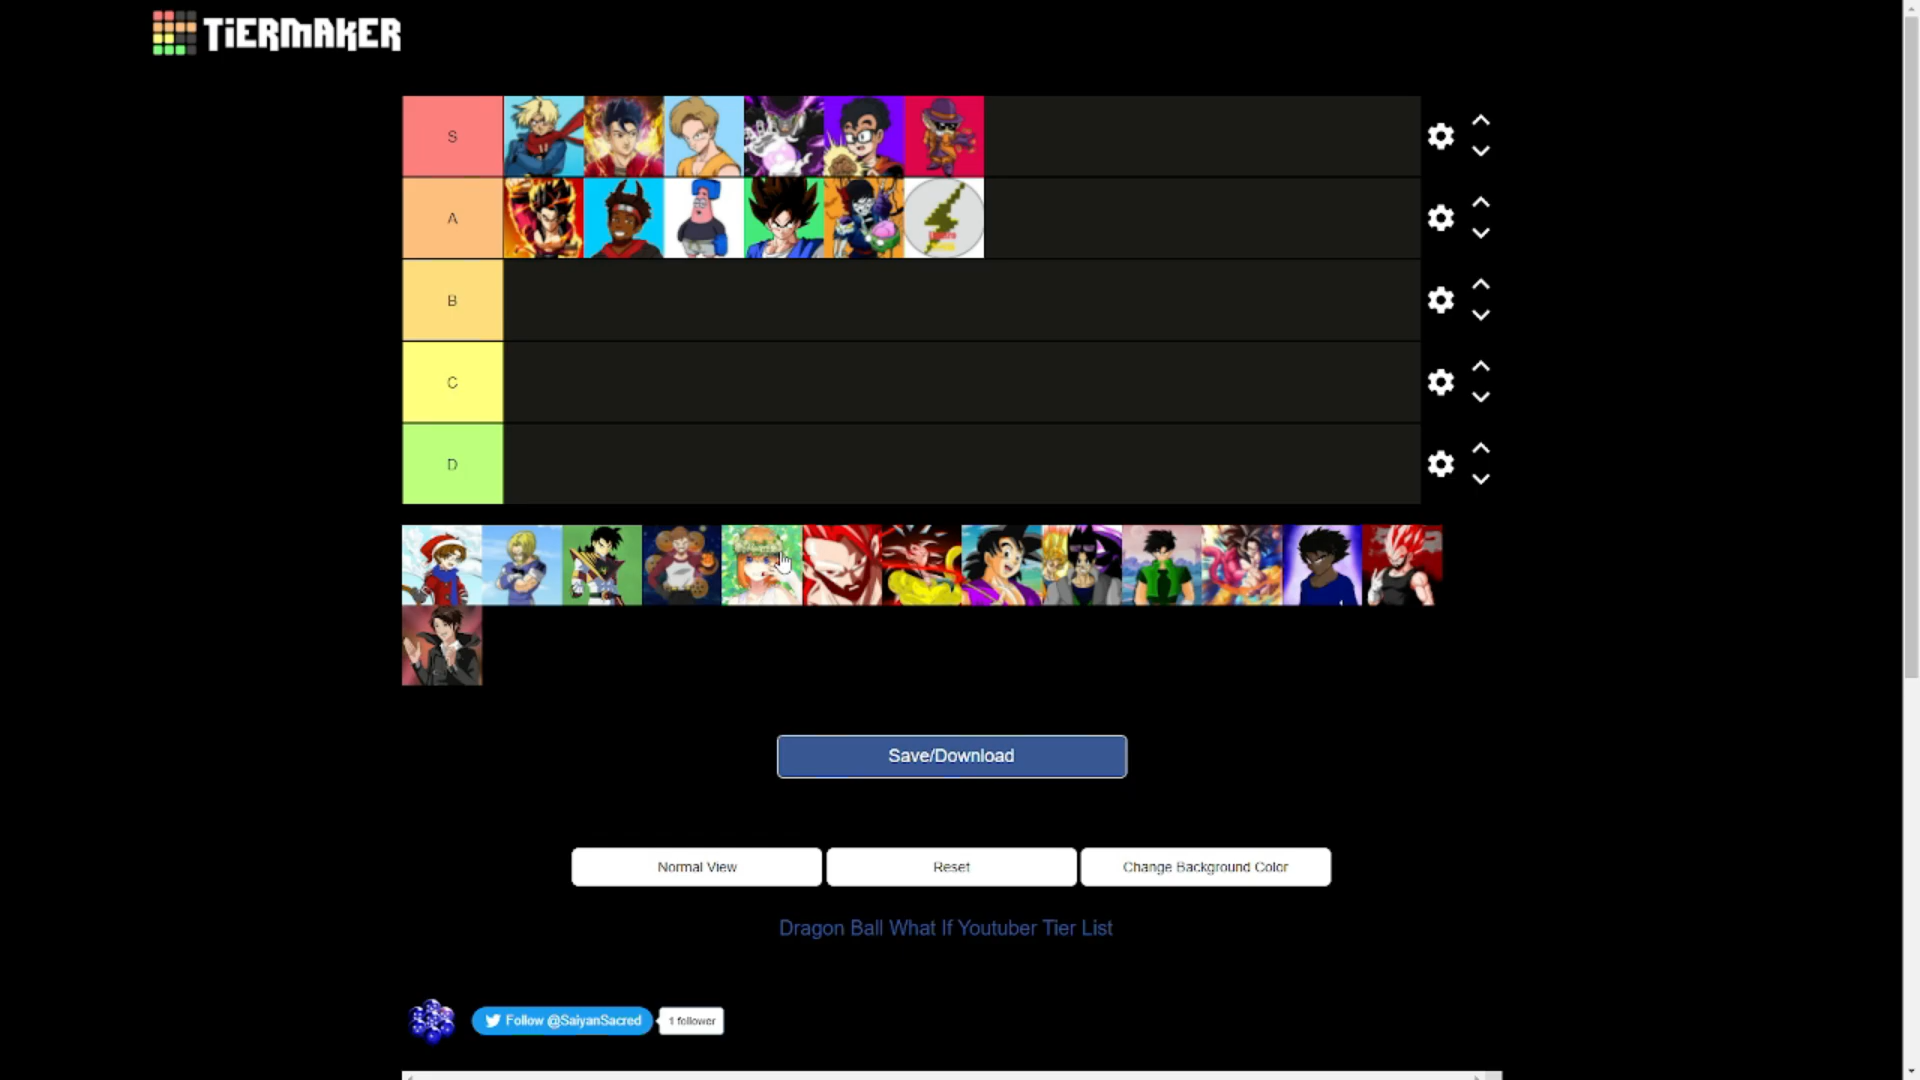 TiERMAKER
S
A
B
C
D
Save/Download
Normal View
Reset
Change Background Color
Dragon Ball What If Youtuber Tier List
Follow @SaiyanSacred
1 follower